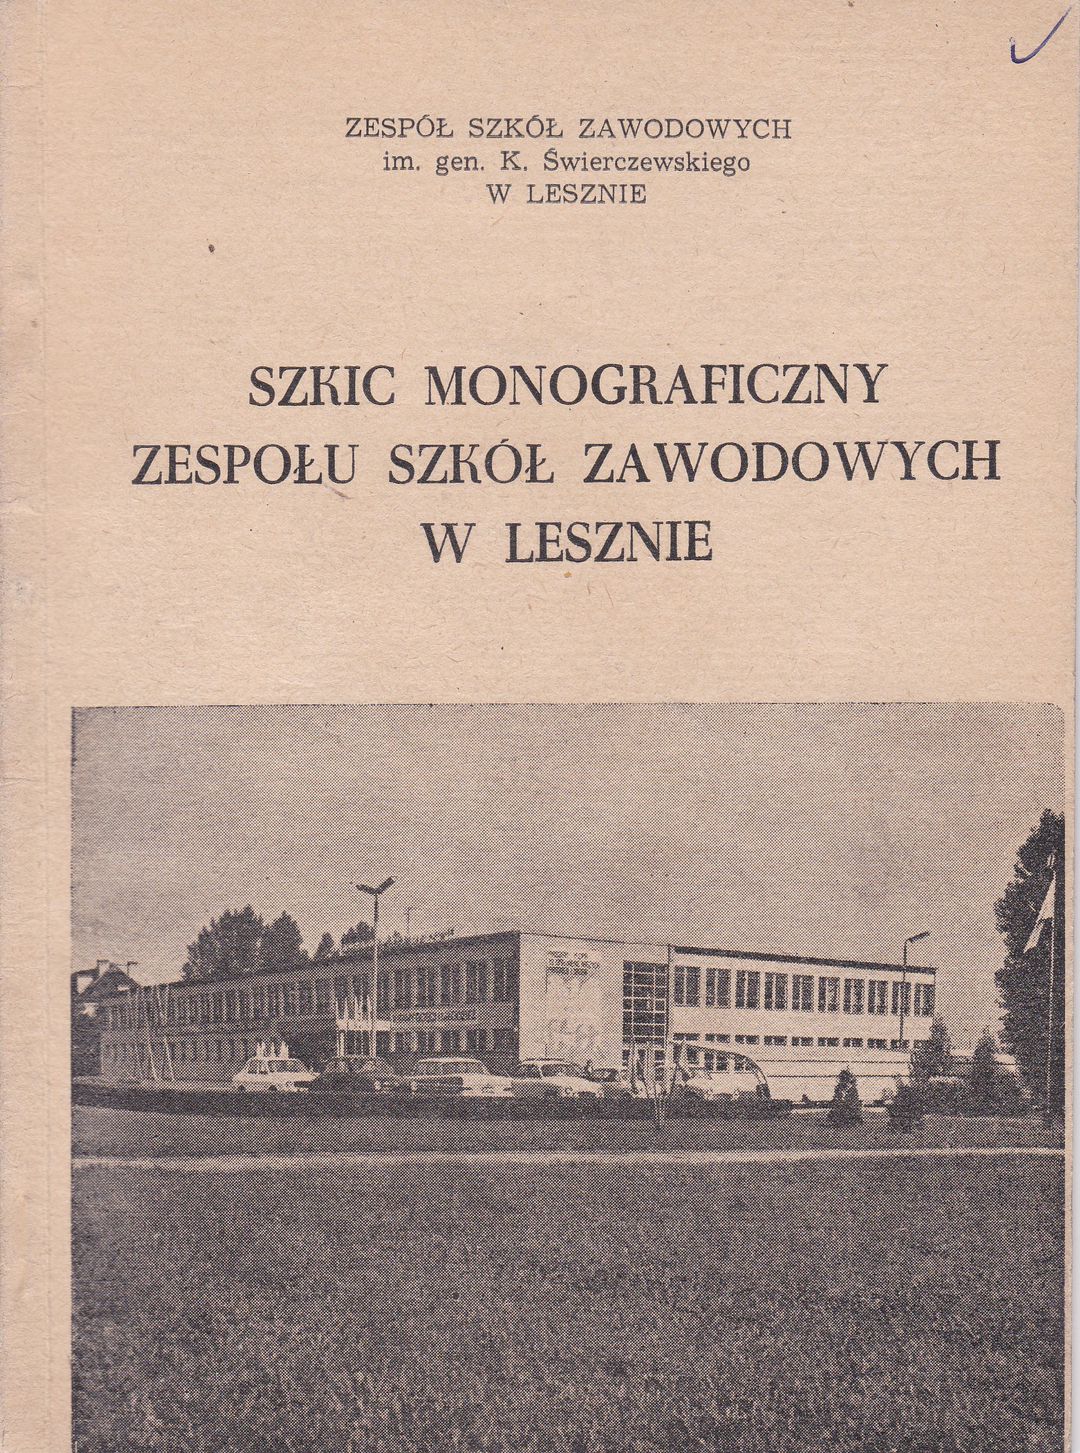 ZESPÓŁ SZKÓŁ ZAWODOWYCH
im. gen. K. Świerczewskiego
W LESZNIE
SZKIC MONOGRAFICZNY
ZESPOŁU SZKÓŁ ZAWODOWYCH
W LESZNIE